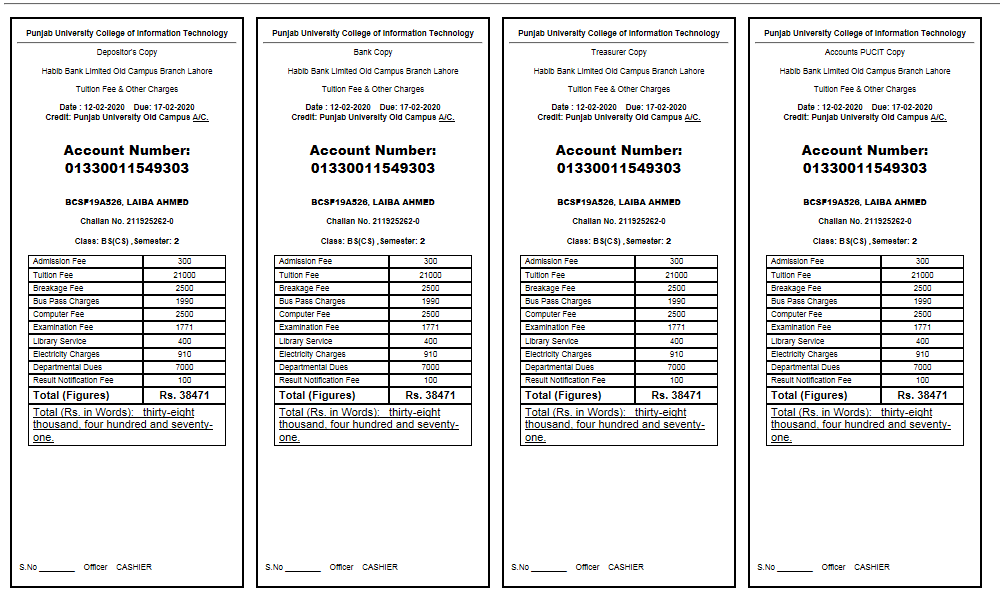 Punjab University College of Information Technology
Depositor's Copy
Habib Bank Limited Old Campus Branch Lahore
Tuition Fee & Other Charges
Date : 12-02-2020 Due: 17-02-2020
Credit: Punjab University Old Campus A/C.
Account Number:
01330011549303
BCSF19A526, LAIBA AHMED
Challan No. 211925262-0
Class: BS(CS) ,Semester: 2
Admission Fee 300
Tuition Fee 21000
Breakage Fee 2500
Bus Pass Charges 1990
Computer Fee 2500
Examination Fee 1771
Library Service 400
Electricity Charges 910
Departmental Dues 7000
Result Notification Fee 100
Total (Figures) Rs. 38471
Total (Rs. in Words): thirty-eight
thousand, four hundred and seventy-
one.
S.No ________ Officer CASHIER
Punjab University College of Information Technology
Bank Copy
Habib Bank Limited Old Campus Branch Lahore
Tuition Fee & Other Charges
Date : 12-02-2020 Due: 17-02-2020
Credit: Punjab University Old Campus A/C.
Account Number:
01330011549303
BCSF19A526, LAIBA AHMED
Challan No. 211925262-0
Class: BS(CS) ,Semester: 2
Admission Fee 300
Tuition Fee 21000
Breakage Fee 2500
Bus Pass Charges 1990
Computer Fee 2500
Examination Fee 1771
Library Service 400
Electricity Charges 910
Departmental Dues 7000
Result Notification Fee 100
Total (Figures) Rs. 38471
Total (Rs. in Words): thirty-eight
thousand, four hundred and seventy-
one.
S.No ________ Officer CASHIER
Punjab University College of Information Technology
Treasurer Copy
Habib Bank Limited Old Campus Branch Lahore
Tuition Fee & Other Charges
Date : 12-02-2020 Due: 17-02-2020
Credit: Punjab University Old Campus A/C.
Account Number:
01330011549303
BCSF19A526, LAIBA AHMED
Challan No. 211925262-0
Class: BS(CS) ,Semester: 2
Admission Fee 300
Tuition Fee 21000
Breakage Fee 2500
Bus Pass Charges 1990
Computer Fee 2500
Examination Fee 1771
Library Service 400
Electricity Charges 910
Departmental Dues 7000
Result Notification Fee 100
Total (Figures) Rs. 38471
Total (Rs. in Words): thirty-eight
thousand, four hundred and seventy-
one.
S.No ________ Officer CASHIER
Punjab University College of Information Technology
Accounts PUCIT Copy
Habib Bank Limited Old Campus Branch Lahore
Tuition Fee & Other Charges
Date : 12-02-2020 Due: 17-02-2020
Credit: Punjab University Old Campus A/C.
Account Number:
01330011549303
BCSF19A526, LAIBA AHMED
Challan No. 211925262-0
Class: BS(CS) ,Semester: 2
Admission Fee 300
Tuition Fee 21000
Breakage Fee 2500
Bus Pass Charges 1990
Computer Fee 2500
Examination Fee 1771
Library Service 400
Electricity Charges 910
Departmental Dues 7000
Result Notification Fee 100
Total (Figures) Rs. 38471
Total (Rs. in Words): thirty-eight
thousand, four hundred and seventy-
one.
S.No ________ Officer CASHIER